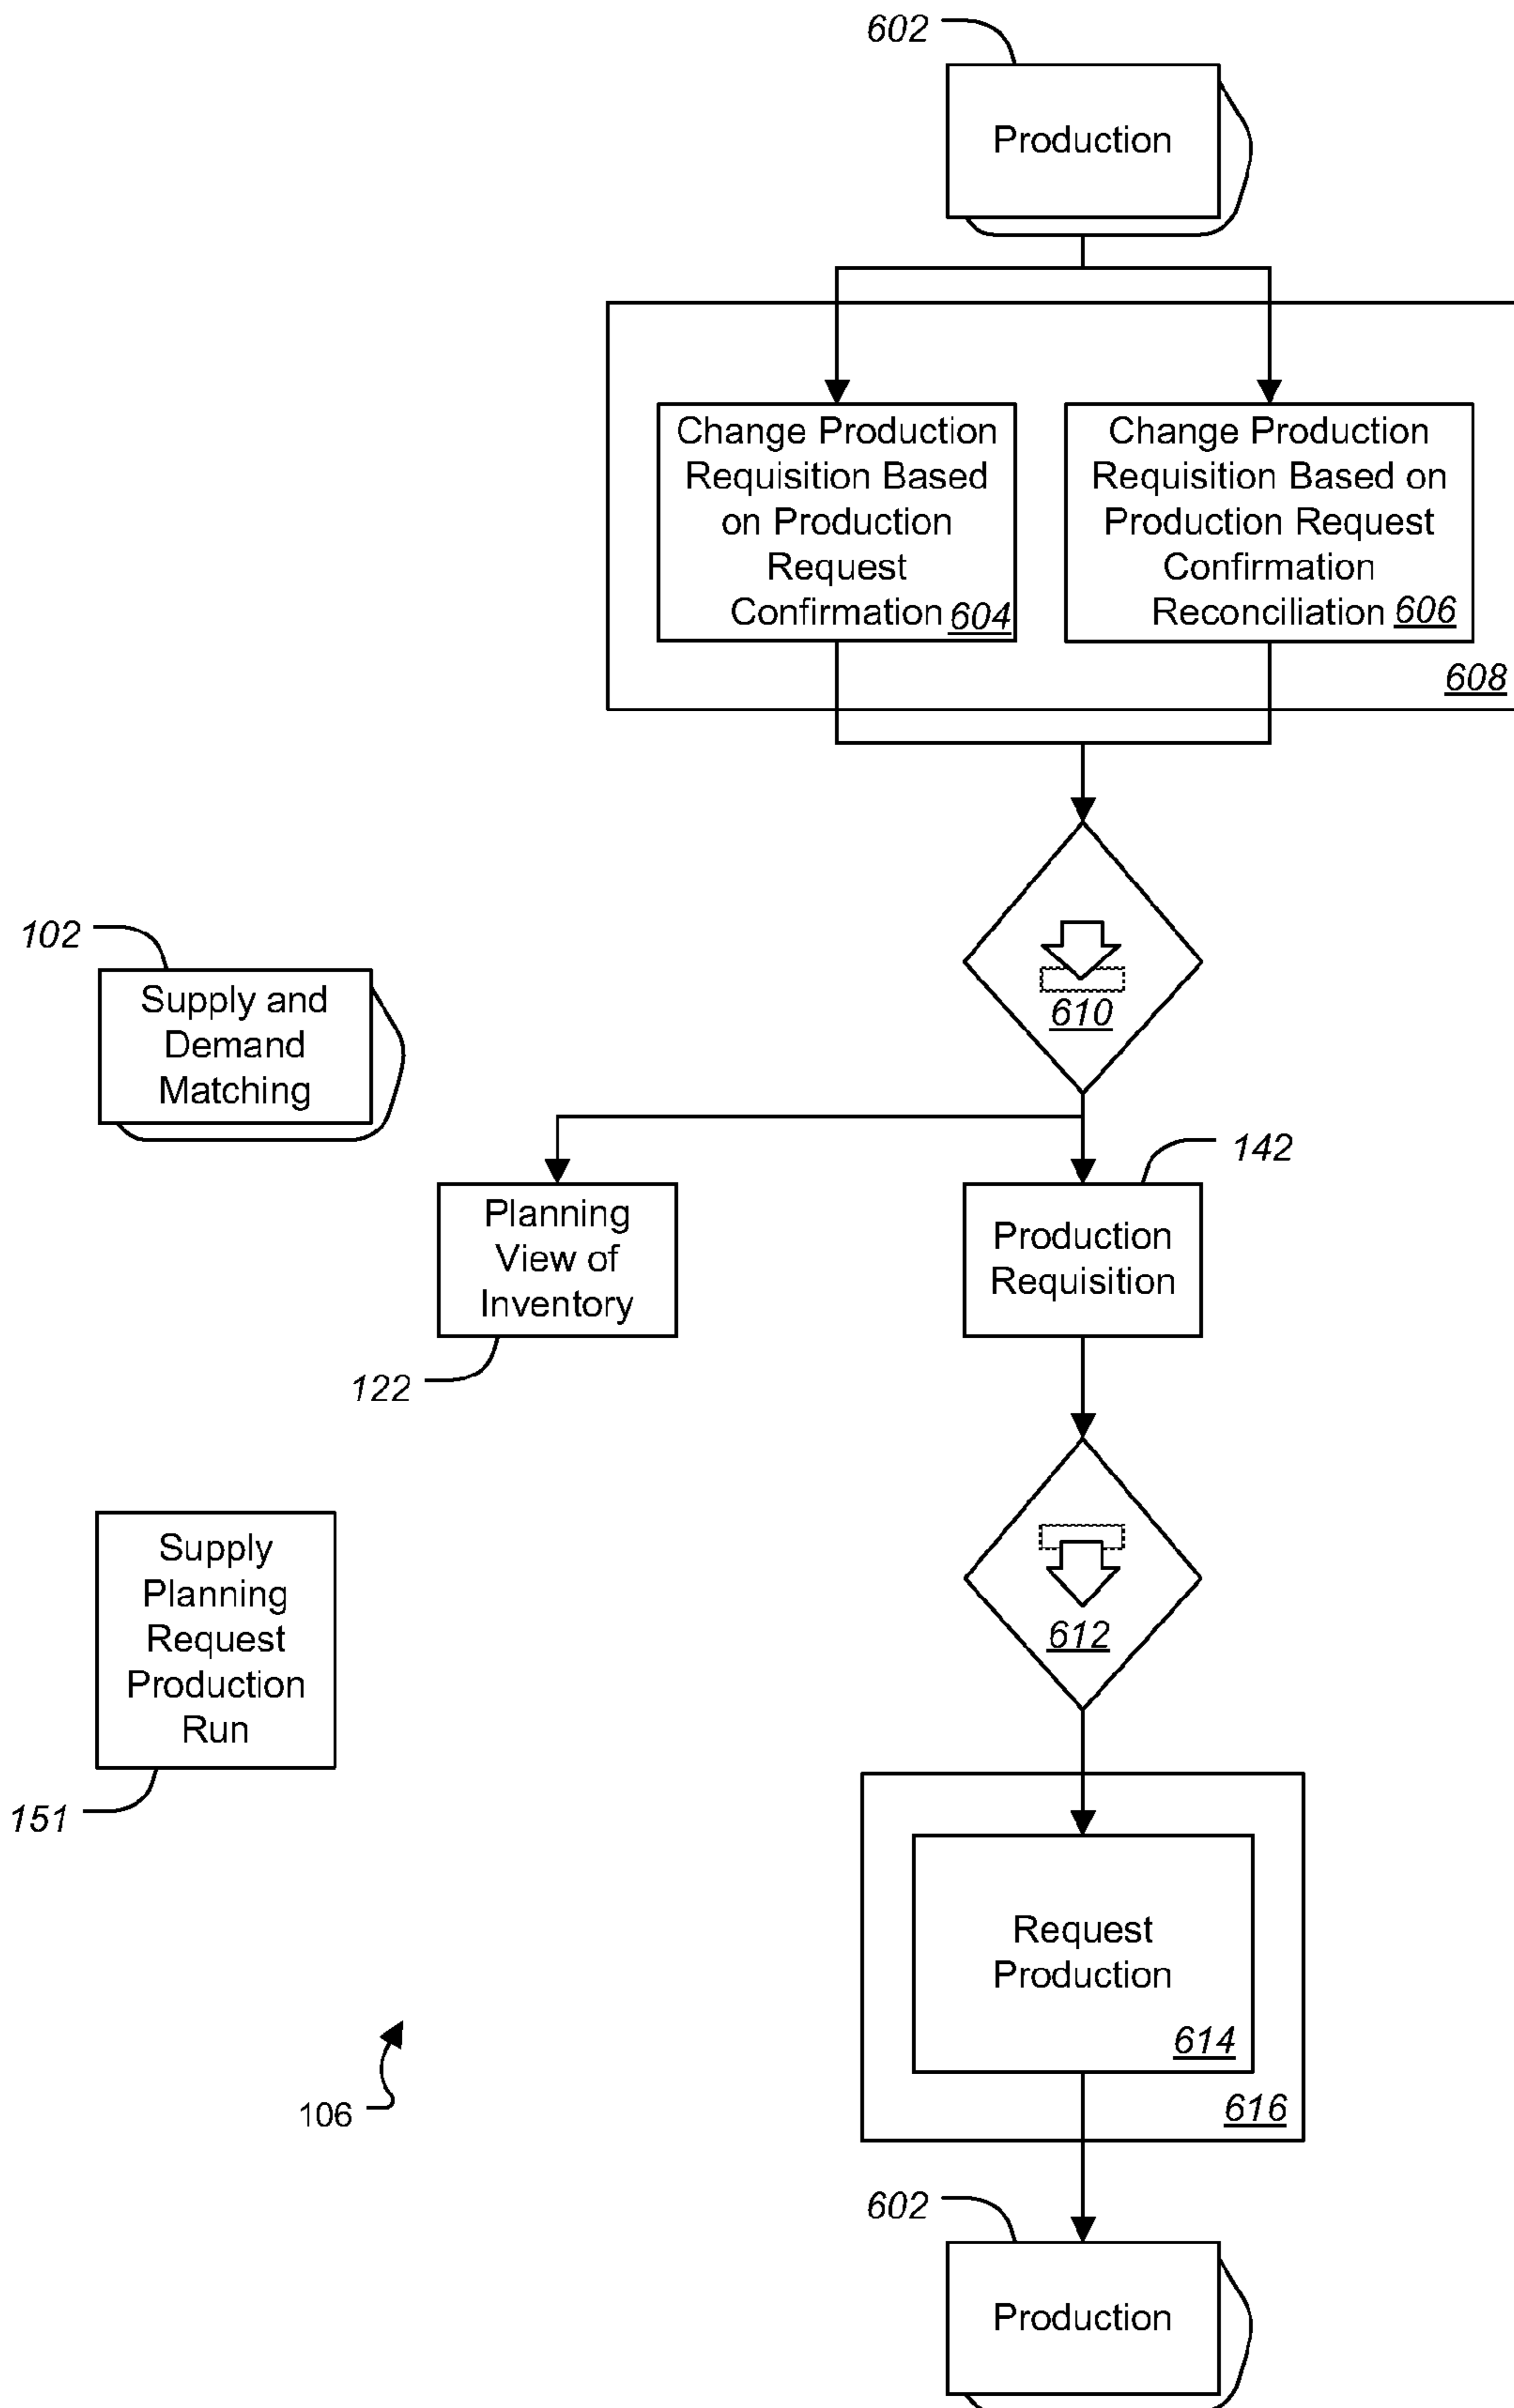 602
Production
Change Production
Requisition Based
on Production
Request
Confirmation 604
Change Production
Requisition Based on
Production Request
Confirmation
Reconciliation 606
608
610
102
Supply and
Demand
Matching
142
Planning
View of
Inventory
122
Production
Requisition
612
Supply
Planning
Request
Production
Run
151
Request
Production
614
616
106
602
Production